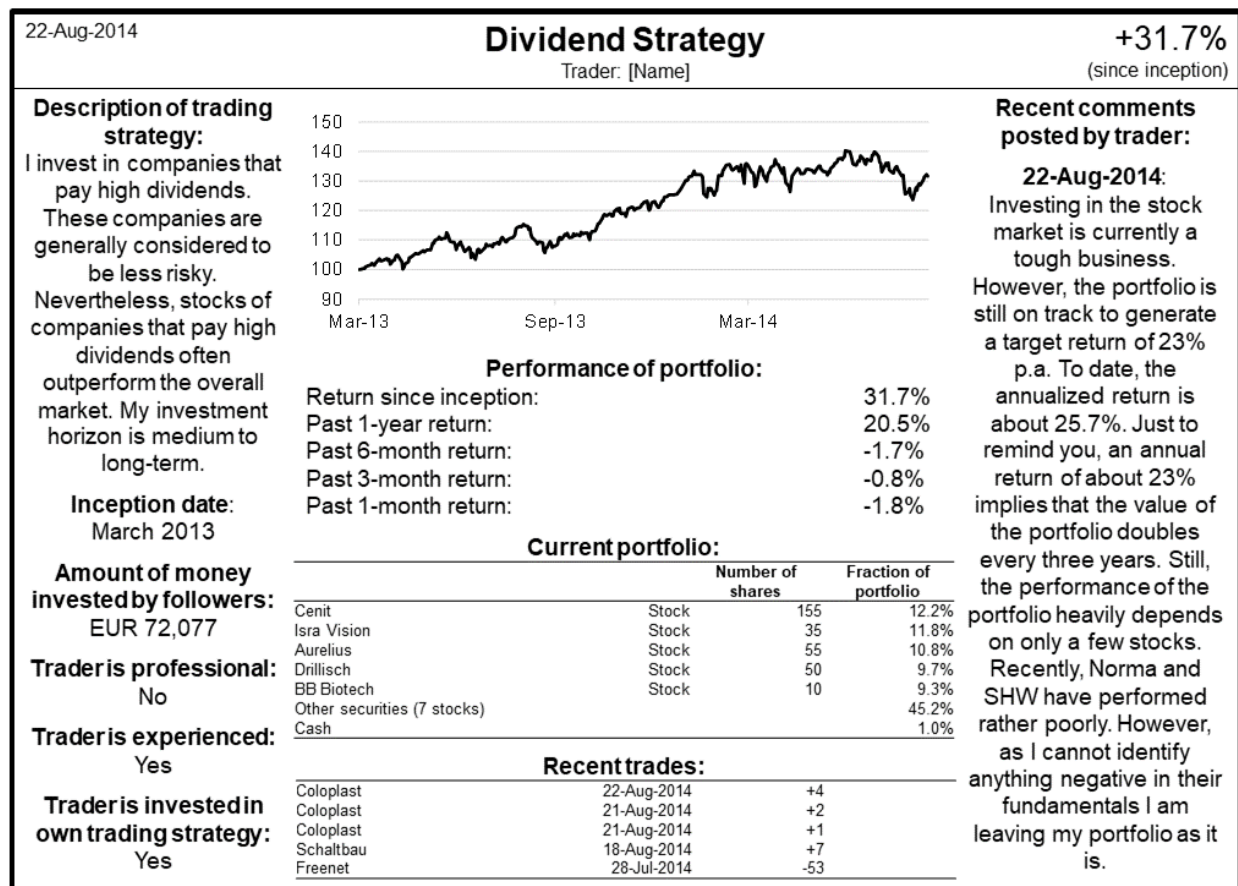 22-Aug-2014
Dividend Strategy
Trader: [Name]
+31.7%
(since inception)
Description of trading
strategy:
I invest in companies that
pay high dividends.
These companies are
generally considered to
be less risky.
Nevertheless, stocks of
companies that pay high
dividends often
outperform the overall
market. My investment
horizon is medium to
long-term.
Inception date:
March 2013
Amount of money
invested by followers:
EUR 72,077
Trader is professional:
No
Trader is experienced:
Yes
Trader is invested in
own trading strategy:
Yes
150
140
130
120
110
100
90
Mar-13 Sep-13 Mar-14
Performance of portfolio:
Return since inception: 31.7%
Past 1-year return: 20.5%
Past 6-month return: -1.7%
Past 3-month return: -0.8%
Past 1-month return: -1.8%
Current portfolio:
Number of Fraction of
shares portfolio
Cenit Stock 155 12.2%
Isra Vision Stock 35 11.8%
Aurelius Stock 55 10.8%
Drillisch Stock 50 9.7%
BB Biotech Stock 10 9.3%
Other securities (7 stocks) 45.2%
Cash 1.0%
Recent trades:
Coloplast 22-Aug-2014 +4
Coloplast 21-Aug-2014 +2
Coloplast 21-Aug-2014 +1
Schaltbau 18-Aug-2014 +7
Freenet 28-Jul-2014 -53
Recent comments
posted by trader:
22-Aug-2014:
Investing in the stock
market is currently a
tough business.
However, the portfolio is
still on track to generate
a target return of 23%
p.a. To date, the
annualized return is
about 25.7%. Just to
remind you, an annual
return of about 23%
implies that the value of
the portfolio doubles
every three years. Still,
the performance of the
portfolio heavily depends
on only a few stocks.
Recently, Norma and
SHW have performed
rather poorly. However,
as I cannot identify
anything negative in their
fundamentals I am
leaving my portfolio as it
is.